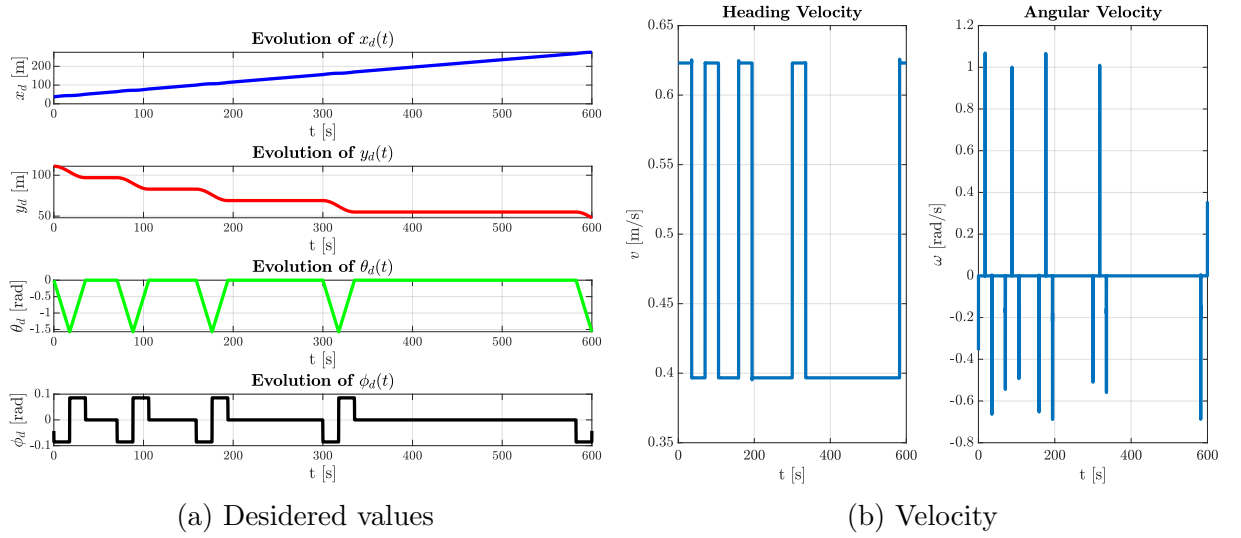 Evolution of x_d(t)
x_d [m]
200
100
0
0 100 200 300 400 500 600
t [s]
Evolution of y_d(t)
y_d [m]
100
50
0 100 200 300 400 500 600
t [s]
Evolution of θ_d(t)
θ_d [rad]
0
-0.5
-1
-1.5
0 100 200 300 400 500 600
t [s]
Evolution of ϕ_d(t)
ϕ_d [rad]
0.1
0
-0.1
0 100 200 300 400 500 600
t [s]
(a) Desidered values
Heading Velocity
v [m/s]
0.65
0.6
0.55
0.5
0.45
0.4
0.35
0 200 400 600
t [s]
Angular Velocity
ω [rad/s]
1.2
1
0.8
0.6
0.4
0.2
0
-0.2
-0.4
-0.6
-0.8
0 200 400 600
t [s]
(b) Velocity